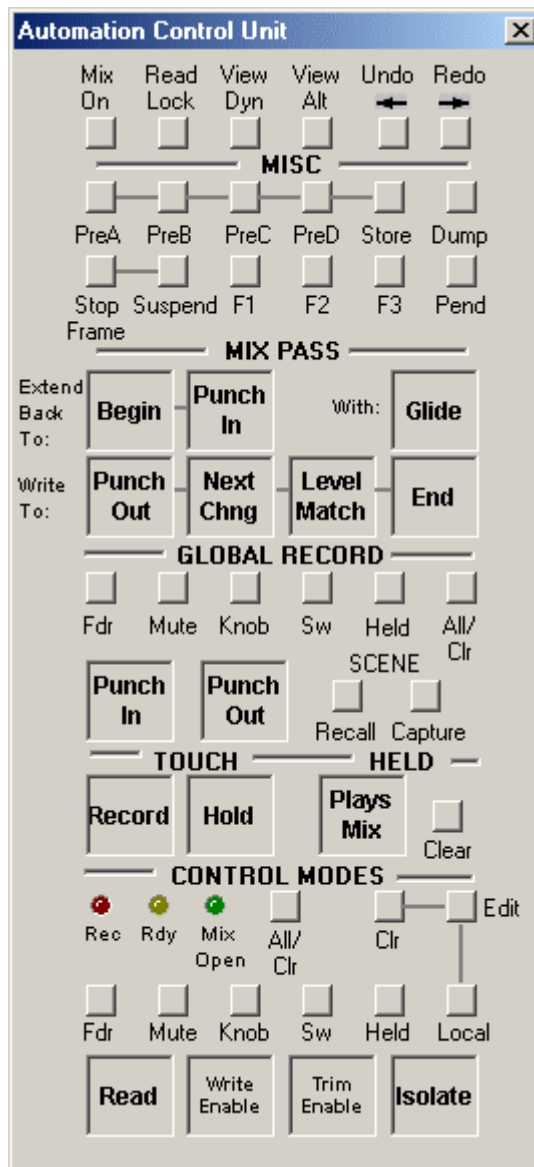 Automation Control Unit
Mix On Read Lock View Dyn View Alt Undo Redo
MISC
PreA PreB PreC PreD Store Dump
Stop Frame Suspend F1 F2 F3 Pend
MIX PASS
Extend Back To: Begin Punch In With: Glide
Write To: Punch Out Next Chng Level Match End
GLOBAL RECORD
Fdr Mute Knob Sw Held All/ Clr
SCENE
Punch In Punch Out Recall Capture
TOUCH HELD
Record Hold Plays Mix Clear
CONTROL MODES
Rec Rdy Mix Open All/ Clr Clr Edit
Fdr Mute Knob Sw Held Local
Read Write Enable Trim Enable Isolate